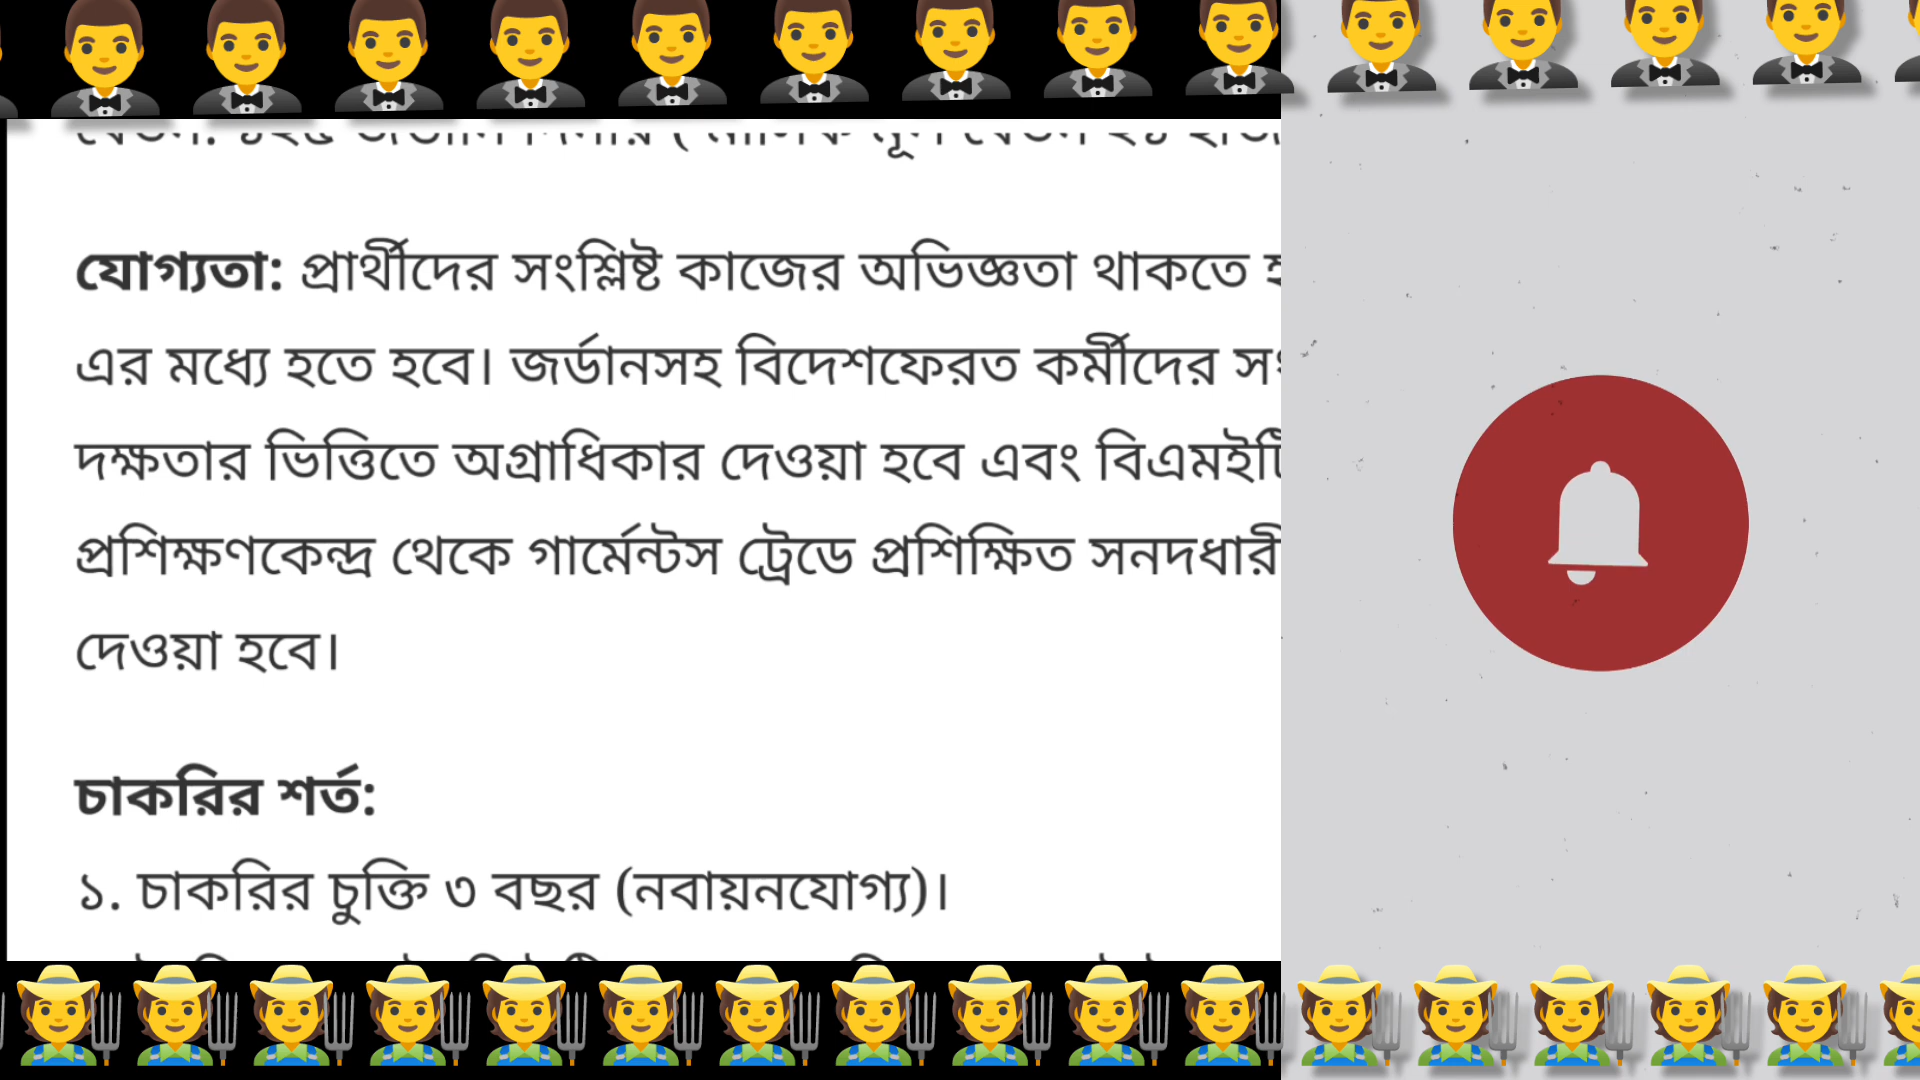 যোগ্যতা: প্রার্থীদের সংশ্লিষ্ট কাজের অভিজ্ঞতা থাকতে
এর মধ্যে হতে হবে। জর্ডানসহ বিদেশফেরত কর্মীদের
দক্ষতার ভিত্তিতে অগ্রাধিকার দেওয়া হবে এবং বিএমইটি
প্রশিক্ষণকেন্দ্র থেকে গার্মেন্টস ট্রেডে প্রশিক্ষিত সনদধারী
দেওয়া হবে।
চাকরির শর্ত:
১. চাকরির চুক্তি ৩ বছর (নবায়নযোগ্য)।